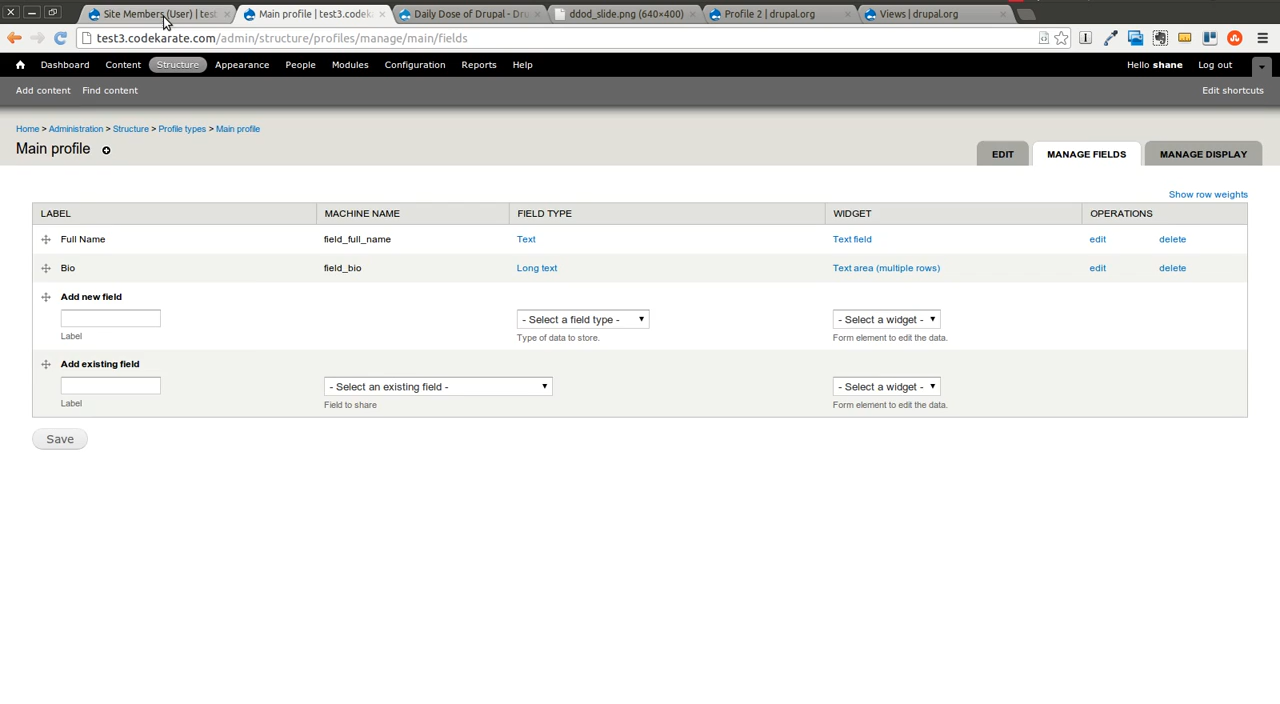 Site Members (User) | test
Main profile | test3.codek
Daily Dose of Drupal - Dru
ddod_slide.png (640×400)
Profile 2 | drupal.org
Views | drupal.org
test3.codekarate.com/admin/structure/profiles/manage/main/fields
Dashboard Content Structure Appearance People Modules Configuration Reports Help Hello shane Log out
Add content Find content Edit shortcuts
Home > Administration > Structure > Profile types > Main profile
Main profile
EDIT MANAGE FIELDS MANAGE DISPLAY
Show row weights
LABEL MACHINE NAME FIELD TYPE WIDGET OPERATIONS
Full Name field_full_name Text Text field edit delete
Bio field_bio Long text Text area (multiple rows) edit delete
Add new field
- Select a field type - - Select a widget -
Label Type of data to store. Form element to edit the data.
Add existing field
- Select an existing field - - Select a widget -
Label Field to share Form element to edit the data.
Save